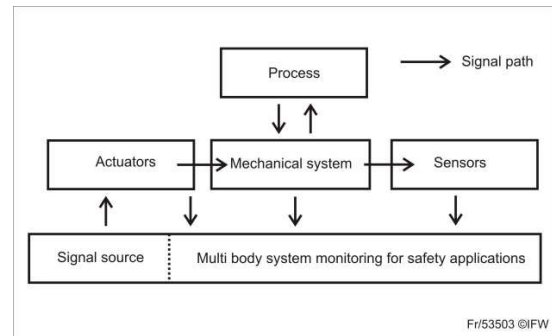 Process
Signal path
Actuators
Mechanical system
Sensors
Signal source
Multi body system monitoring for safety applications
Fr/53503 ©IFW